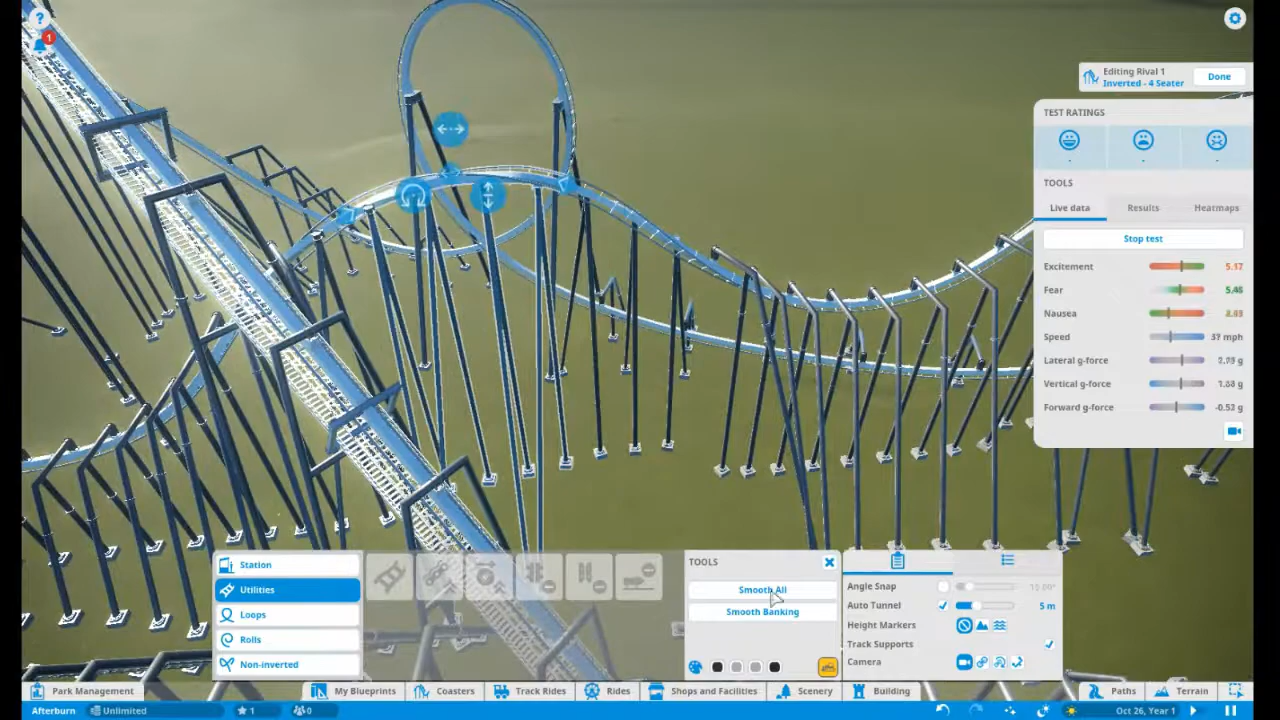 ?
1
Editing Rival 1
Inverted - 4 Seater
Done
TEST RATINGS
- - -
TOOLS
Live data Results Heatmaps
Stop test
Excitement 5.17
Fear
Nausea
Speed 37 mph
Lateral g-force
Vertical g-force
Forward g-force -0.53 g
Station
Utilities
Loops
Rolls
Non-inverted
TOOLS
Smooth All
Smooth Banking
Angle Snap
Auto Tunnel 5 m
Height Markers
Track Supports
Camera
Park Management My Blueprints Coasters Track Rides Rides Shops and Facilities Scenery Building Paths Terrain
Afterburn Unlimited 1 0 Oct 26, Year 1